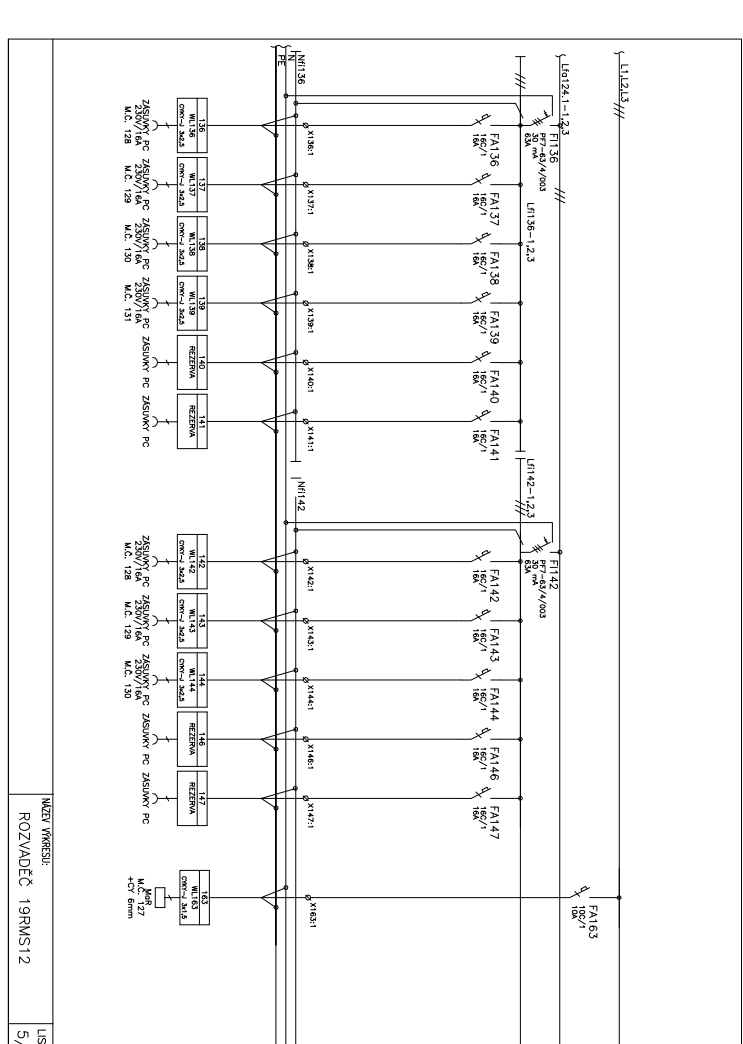 L1,L2,L3
Lfa124.1-1,2,3
FI136
PF7-63/4/003
30 mA
63A
Lfi136-1,2,3
Lfi142-1,2,3
FI142
PF7-63/4/003
30 mA
63A
FA163
10C/1
10A
FA136
16C/1
16A
FA137
16C/1
16A
FA138
16C/1
16A
FA139
16C/1
16A
FA140
16C/1
16A
FA141
16C/1
16A
FA142
16C/1
16A
FA143
16C/1
16A
FA144
16C/1
16A
FA146
16C/1
16A
FA147
16C/1
16A
Nfi136
N
PE
Nfi142
X136:1
X137:1
X138:1
X139:1
X140:1
X141:1
X142:1
X143:1
X144:1
X146:1
X147:1
X163:1
136
WL136
CYKY-J 3x2,5
ZÁSUVKY PC
230V/16A
M.Č. 128
137
WL137
CYKY-J 3x2,5
ZÁSUVKY PC
230V/16A
M.Č. 129
138
WL138
CYKY-J 3x2,5
ZÁSUVKY PC
230V/16A
M.Č. 130
139
WL139
CYKY-J 3x2,5
ZÁSUVKY PC
230V/16A
M.Č. 131
140
REZERVA
ZÁSUVKY PC
141
REZERVA
ZÁSUVKY PC
142
WL142
CYKY-J 3x2,5
ZÁSUVKY PC
230V/16A
M.Č. 128
143
WL143
CYKY-J 3x2,5
ZÁSUVKY PC
230V/16A
M.Č. 129
144
WL144
CYKY-J 3x2,5
ZÁSUVKY PC
230V/16A
M.Č. 130
146
REZERVA
ZÁSUVKY PC
147
REZERVA
ZÁSUVKY PC
163
WL163
CYKY-J 3x1,5
MaR
M.Č. 127
+CY 6mm
NÁZEV VÝKRESU:
ROZVADĚČ 19RMS12
LIS
5/